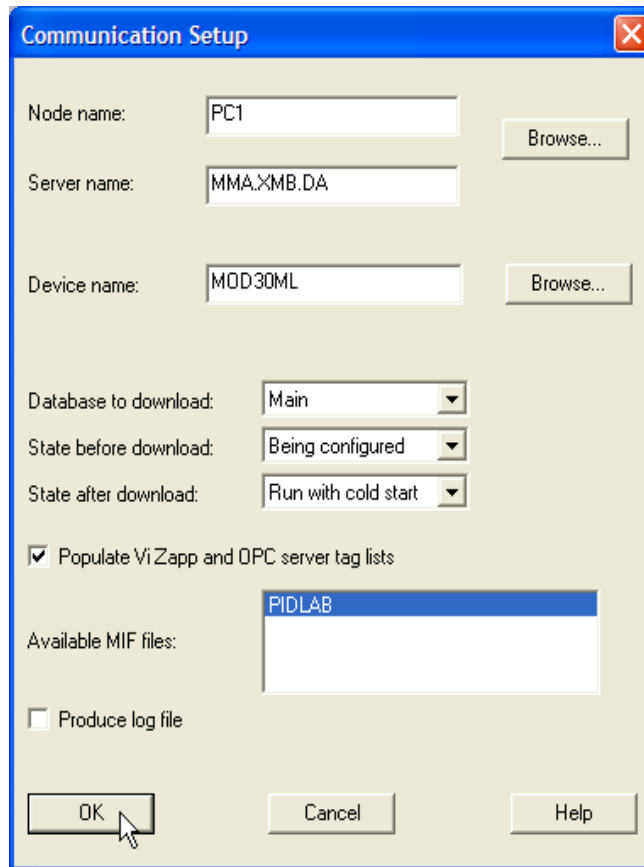 Communication Setup
Node name: PC1
Browse...
Server name: MMA.XMB.DA
Device name: MOD30ML Browse...
Database to download: Main
State before download: Being configured
State after download: Run with cold start
Populate Vi Zapp and OPC server tag lists
PIDLAB
Available MIF files:
Produce log file
OK Cancel Help